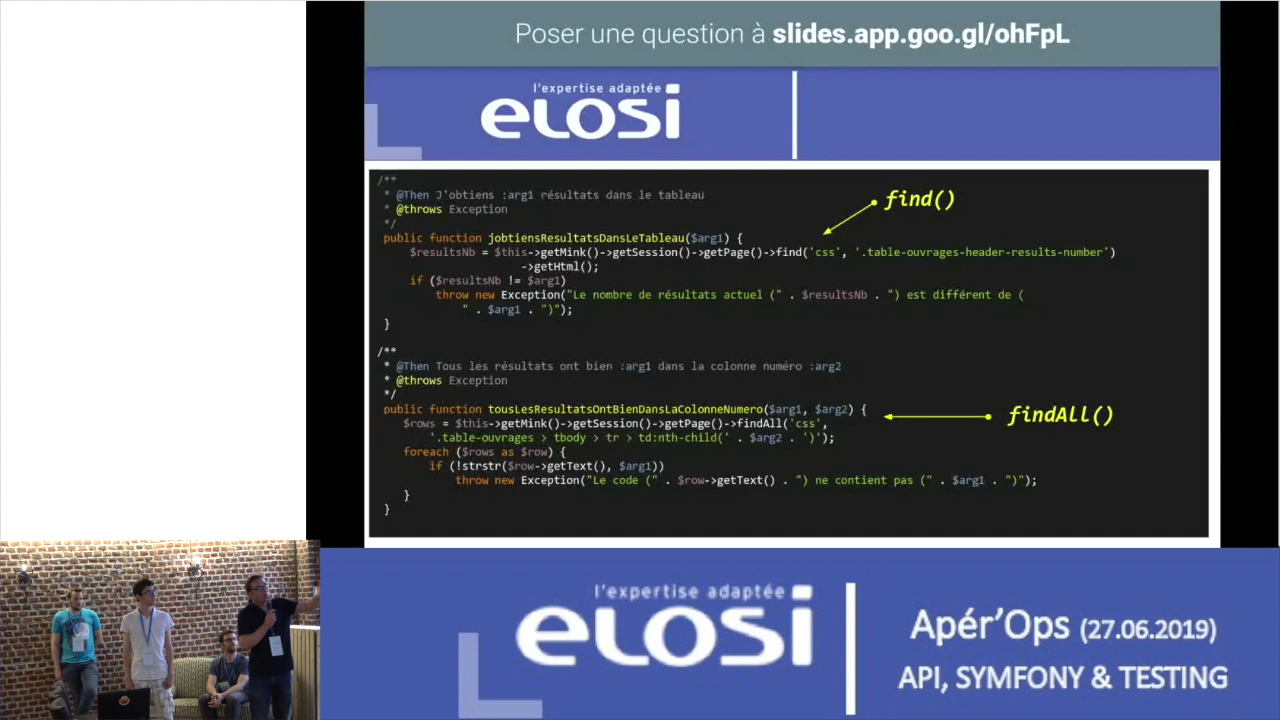 Poser une question à slides.app.goo.gl/ohFpL
l'expertise adaptée
elosi
/**
* @Then J'obtiens :arg1 résultats dans le tableau
* @throws Exception
*/
public function jobtiensResultatsDansLeTableau($arg1) {
$resultsNb = $this->getMink()->getSession()->getPage()->find('css', '.table-ouvrages-header-results-number')
->getHtml();
if ($resultsNb != $arg1)
throw new Exception("Le nombre de résultats actuel (" . $resultsNb . ") est différent de (
" . $arg1 . ")");
}
find()
/**
* @Then Tous les résultats ont bien :arg1 dans la colonne numéro :arg2
* @throws Exception
*/
public function tousLesResultatsOntBienDansLaColonneNumero($arg1, $arg2) {
$rows = $this->getMink()->getSession()->getPage()->findAll('css',
'.table-ouvrages > tbody > tr > td:nth-child(' . $arg2 . ')');
foreach ($rows as $row) {
if (!strstr($row->getText(), $arg1))
throw new Exception("Le code (" . $row->getText() . ") ne contient pas (" . $arg1 . ")");
}
}
findAll()
l'expertise adaptée
elosi
Apér'Ops (27.06.2019)
API, SYMFONY & TESTING